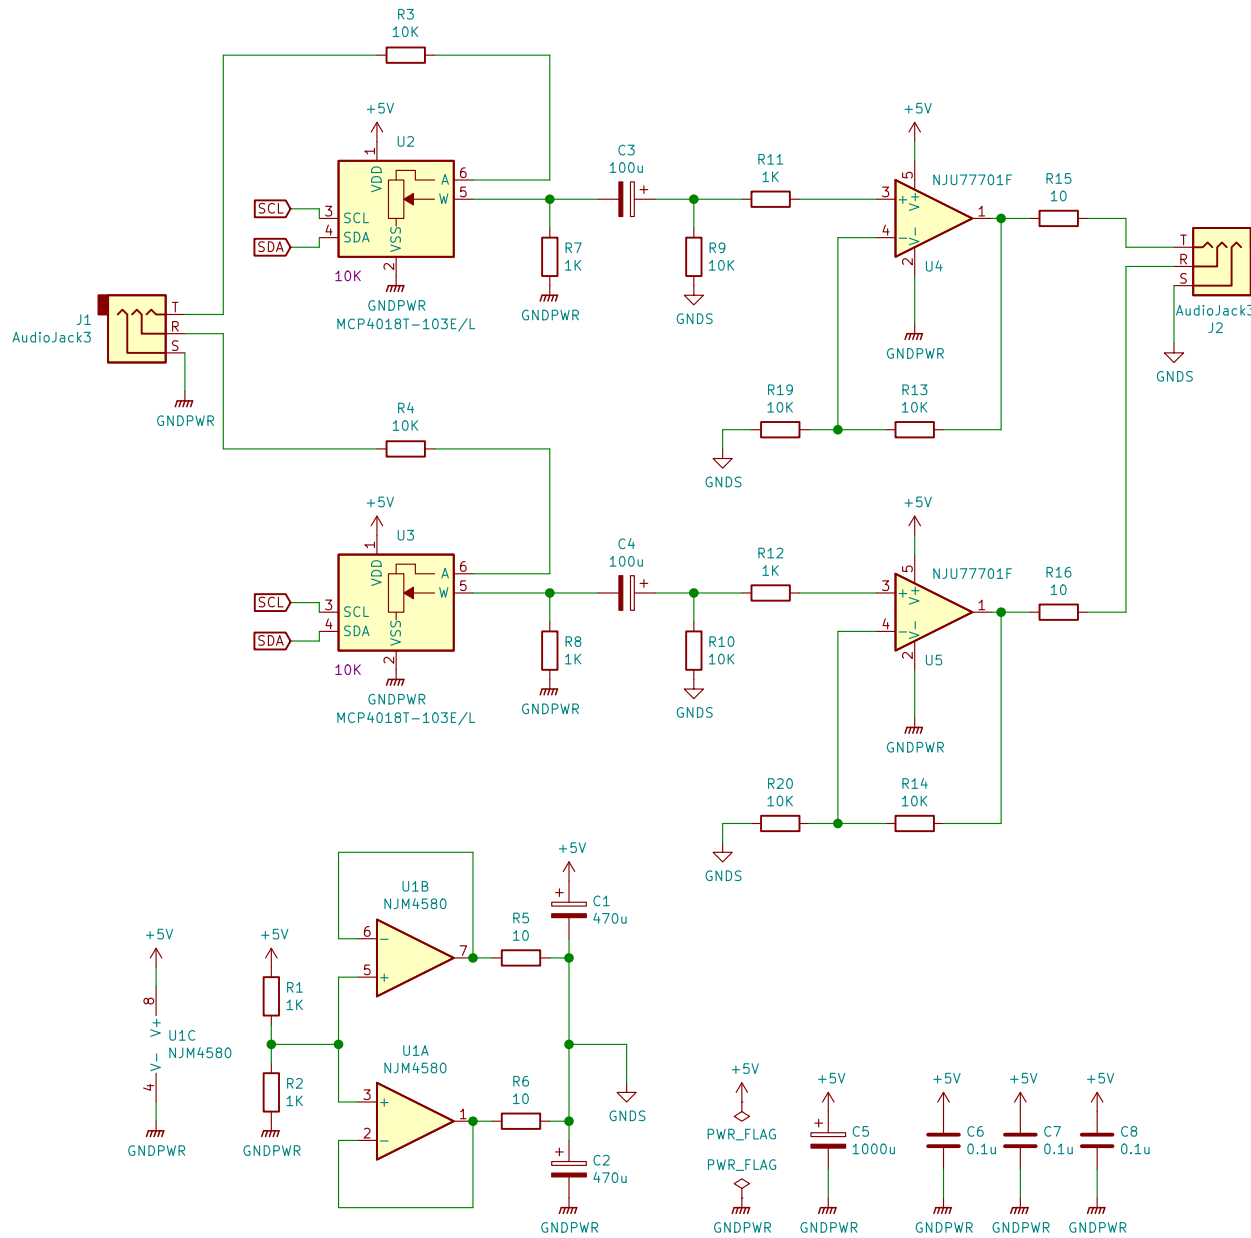 R3
10K
+5V
U2
1
VDD
A
6
W
5
SCL
3
SCL
SDA
4
SDA
VSS
2
10K
GNDPWR
MCP4018T-103E/L
C3
100u
+
R7
1K
GNDPWR
R9
10K
GNDS
R11
1K
+5V
5
NJU77701F
3
+
V+
1
4
-
V-
2
U4
GNDPWR
R15
10
T
R
S
AudioJack3
J2
GNDS
J1
AudioJack3
T
R
S
GNDPWR
R19
10K
R13
10K
GNDS
R4
10K
+5V
U3
1
VDD
A
6
W
5
SCL
3
SCL
SDA
4
SDA
VSS
2
10K
GNDPWR
MCP4018T-103E/L
C4
100u
+
R8
1K
GNDPWR
R10
10K
GNDS
R12
1K
+5V
5
NJU77701F
3
+
V+
1
4
-
V-
2
U5
GNDPWR
R16
10
R20
10K
R14
10K
GNDS
+5V
8
V+
U1C
NJM4580
V-
4
GNDPWR
+5V
R1
1K
R2
1K
GNDPWR
U1B
NJM4580
6
-
5
+
7
R5
10
+5V
+
C1
470u
U1A
NJM4580
3
+
2
-
1
R6
10
GNDS
+
C2
470u
GNDPWR
+5V
PWR_FLAG
PWR_FLAG
GNDPWR
+5V
+
C5
1000u
GNDPWR
+5V
C6
0.1u
GNDPWR
+5V
C7
0.1u
GNDPWR
+5V
C8
0.1u
GNDPWR